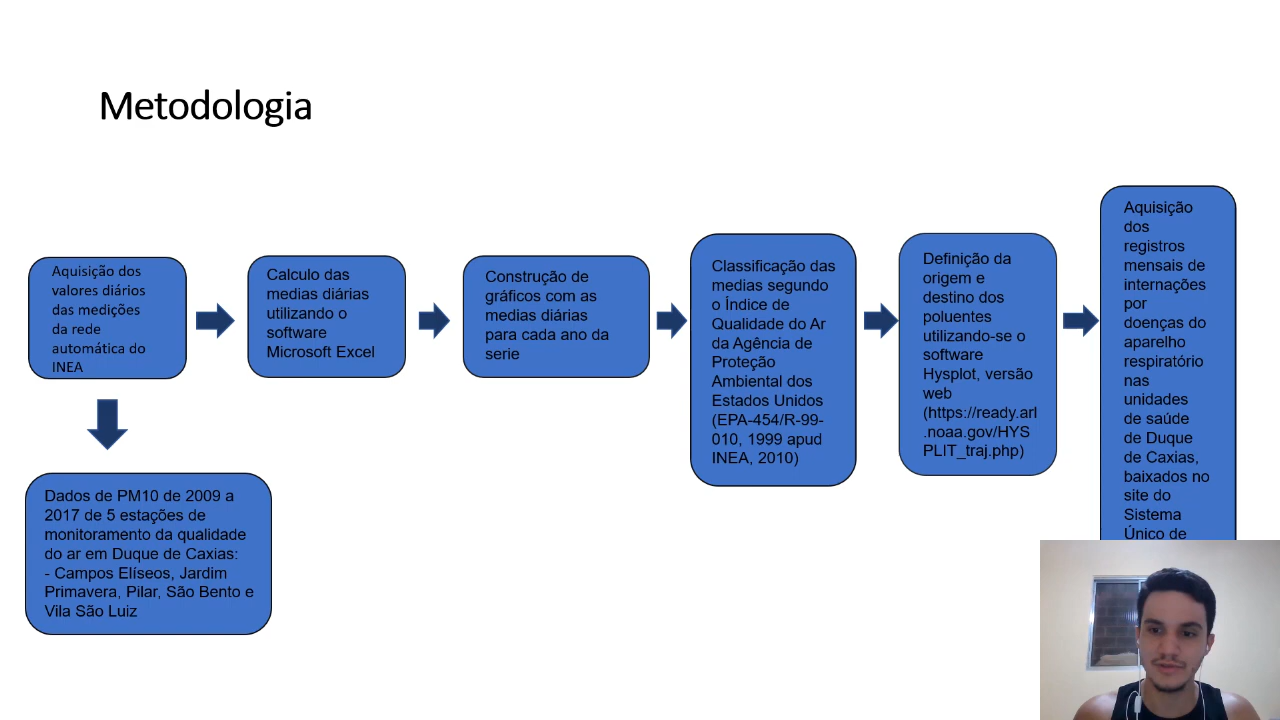 Metodologia
Aquisição dos
valores diários
das medições
da rede
automática do
INEA
Calculo das
medias diárias
utilizando o
software
Microsoft Excel
Construção de
gráficos com as
medias diárias
para cada ano da
serie
Classificação das
medias segundo
o Índice de
Qualidade do Ar
da Agência de
Proteção
Ambiental dos
Estados Unidos
(EPA-454/R-99-
010, 1999 apud
INEA, 2010)
Definição da
origem e
destino dos
poluentes
utilizando-se o
software
Hysplot, versão
web
(https://ready.arl
.noaa.gov/HYS
PLIT_traj.php)
Aquisição
dos
registros
mensais de
internações
por
doenças do
aparelho
respiratório
nas
unidades
de saúde
de Duque
de Caxias,
baixados no
site do
Sistema
Único de
Dados de PM10 de 2009 a
2017 de 5 estações de
monitoramento da qualidade
do ar em Duque de Caxias:
- Campos Elíseos, Jardim
Primavera, Pilar, São Bento e
Vila São Luiz